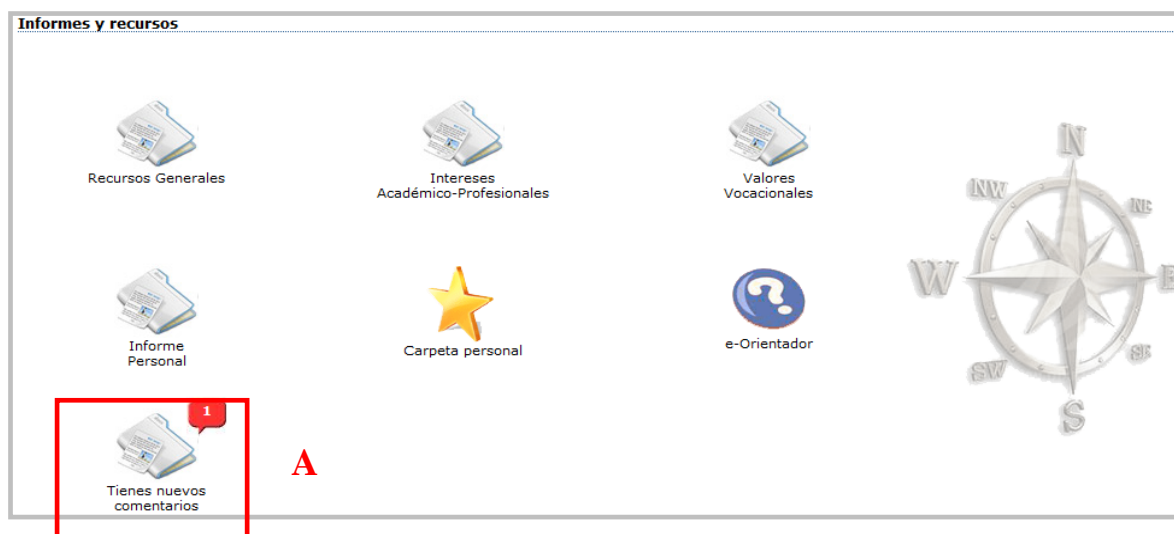 Informes y recursos
Recursos Generales
Intereses
Académico-Profesionales
Valores
Vocacionales
Informe
Personal
Carpeta personal
e-Orientador
1
Tienes nuevos
comentarios
A
N
NW
NE
W
E
SW
SE
S